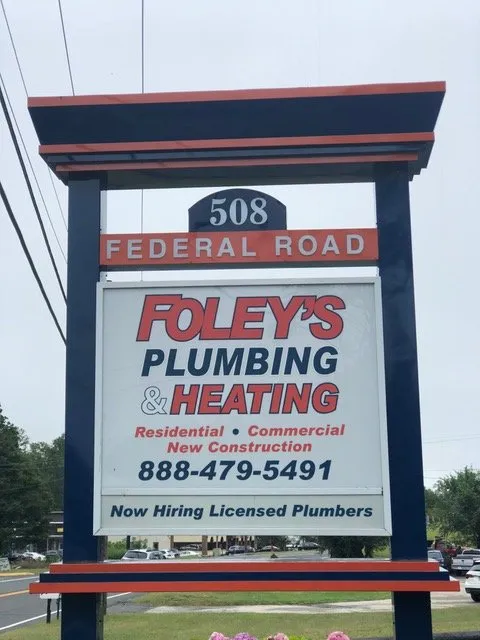 508
FEDERAL ROAD
FOLEY'S
PLUMBING
& HEATING
Residential • Commercial
New Construction
888-479-5491
Now Hiring Licensed Plumbers